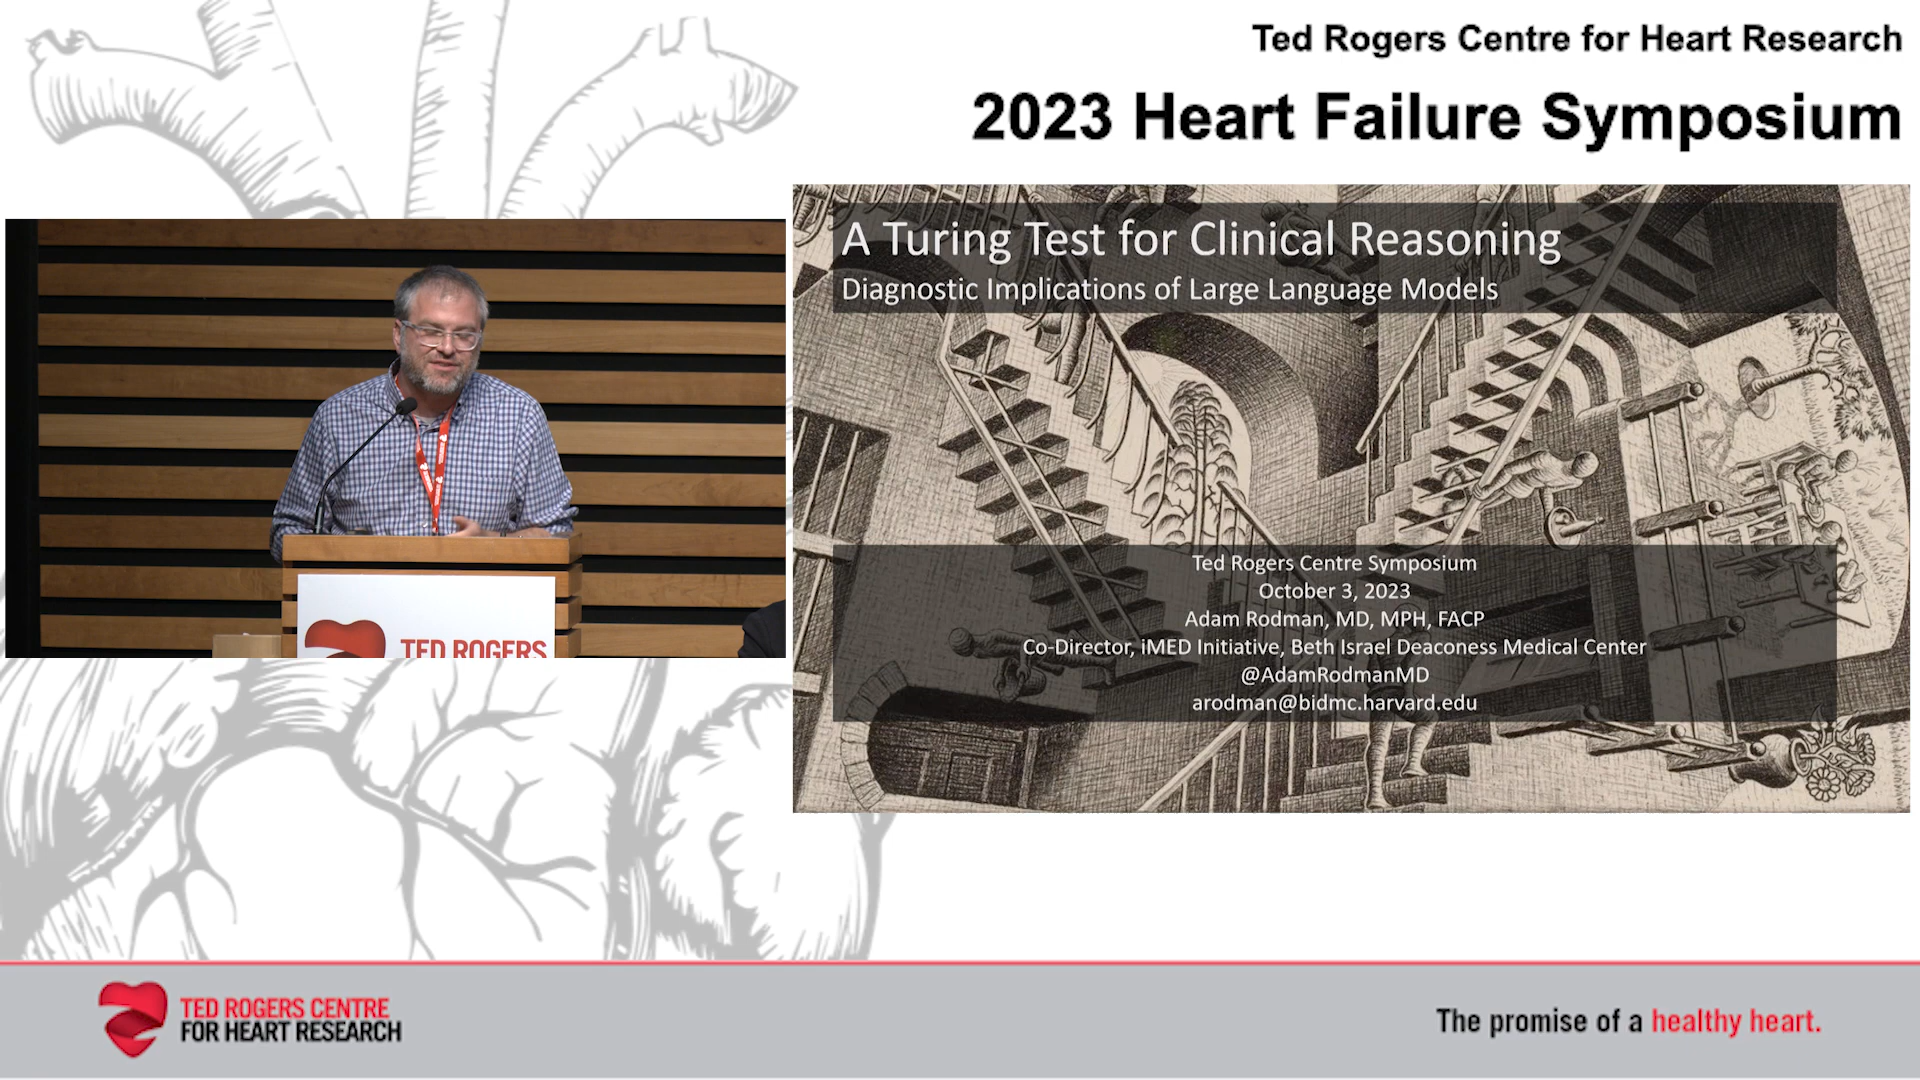 Ted Rogers Centre for Heart Research
2023 Heart Failure Symposium
A Turing Test for Clinical Reasoning
Diagnostic Implications of Large Language Models
Ted Rogers Centre Symposium
October 3, 2023
Adam Rodman, MD, MPH, FACP
Co-Director, iMED Initiative, Beth Israel Deaconess Medical Center
@AdamRodmanMD
arodman@bidmc.harvard.edu
TED ROGERS
TED ROGERS CENTRE
FOR HEART RESEARCH
The promise of a healthy heart.